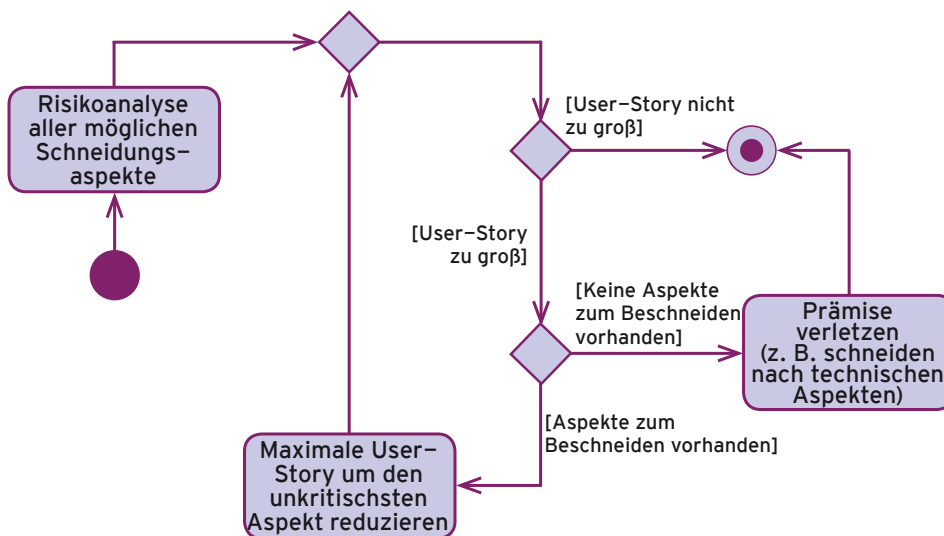 Risikoanalyse
aller möglichen
Schneidungs–
aspekte
[User–Story nicht
zu groß]
[User–Story
zu groß]
[Keine Aspekte
zum Beschneiden
vorhanden]
Prämise
verletzen
(z. B. schneiden
nach technischen
Aspekten)
[Aspekte zum
Beschneiden vorhanden]
Maximale User–
Story um den
unkritischsten
Aspekt reduzieren